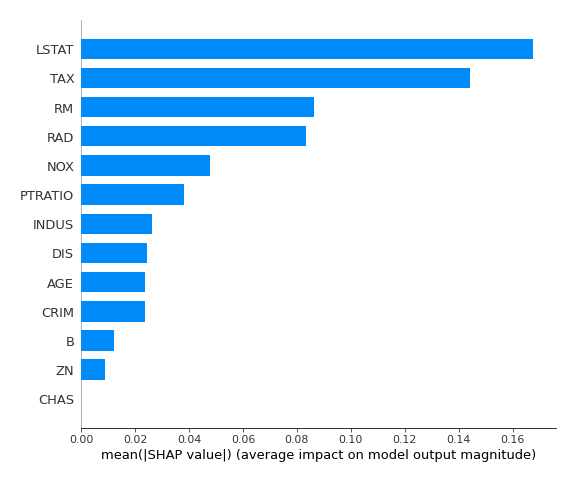 LSTAT
TAX
RM
RAD
NOX
PTRATIO
INDUS
DIS
AGE
CRIM
B
ZN
CHAS
0.00 0.02 0.04 0.06 0.08 0.10 0.12 0.14 0.16
mean(|SHAP value|) (average impact on model output magnitude)